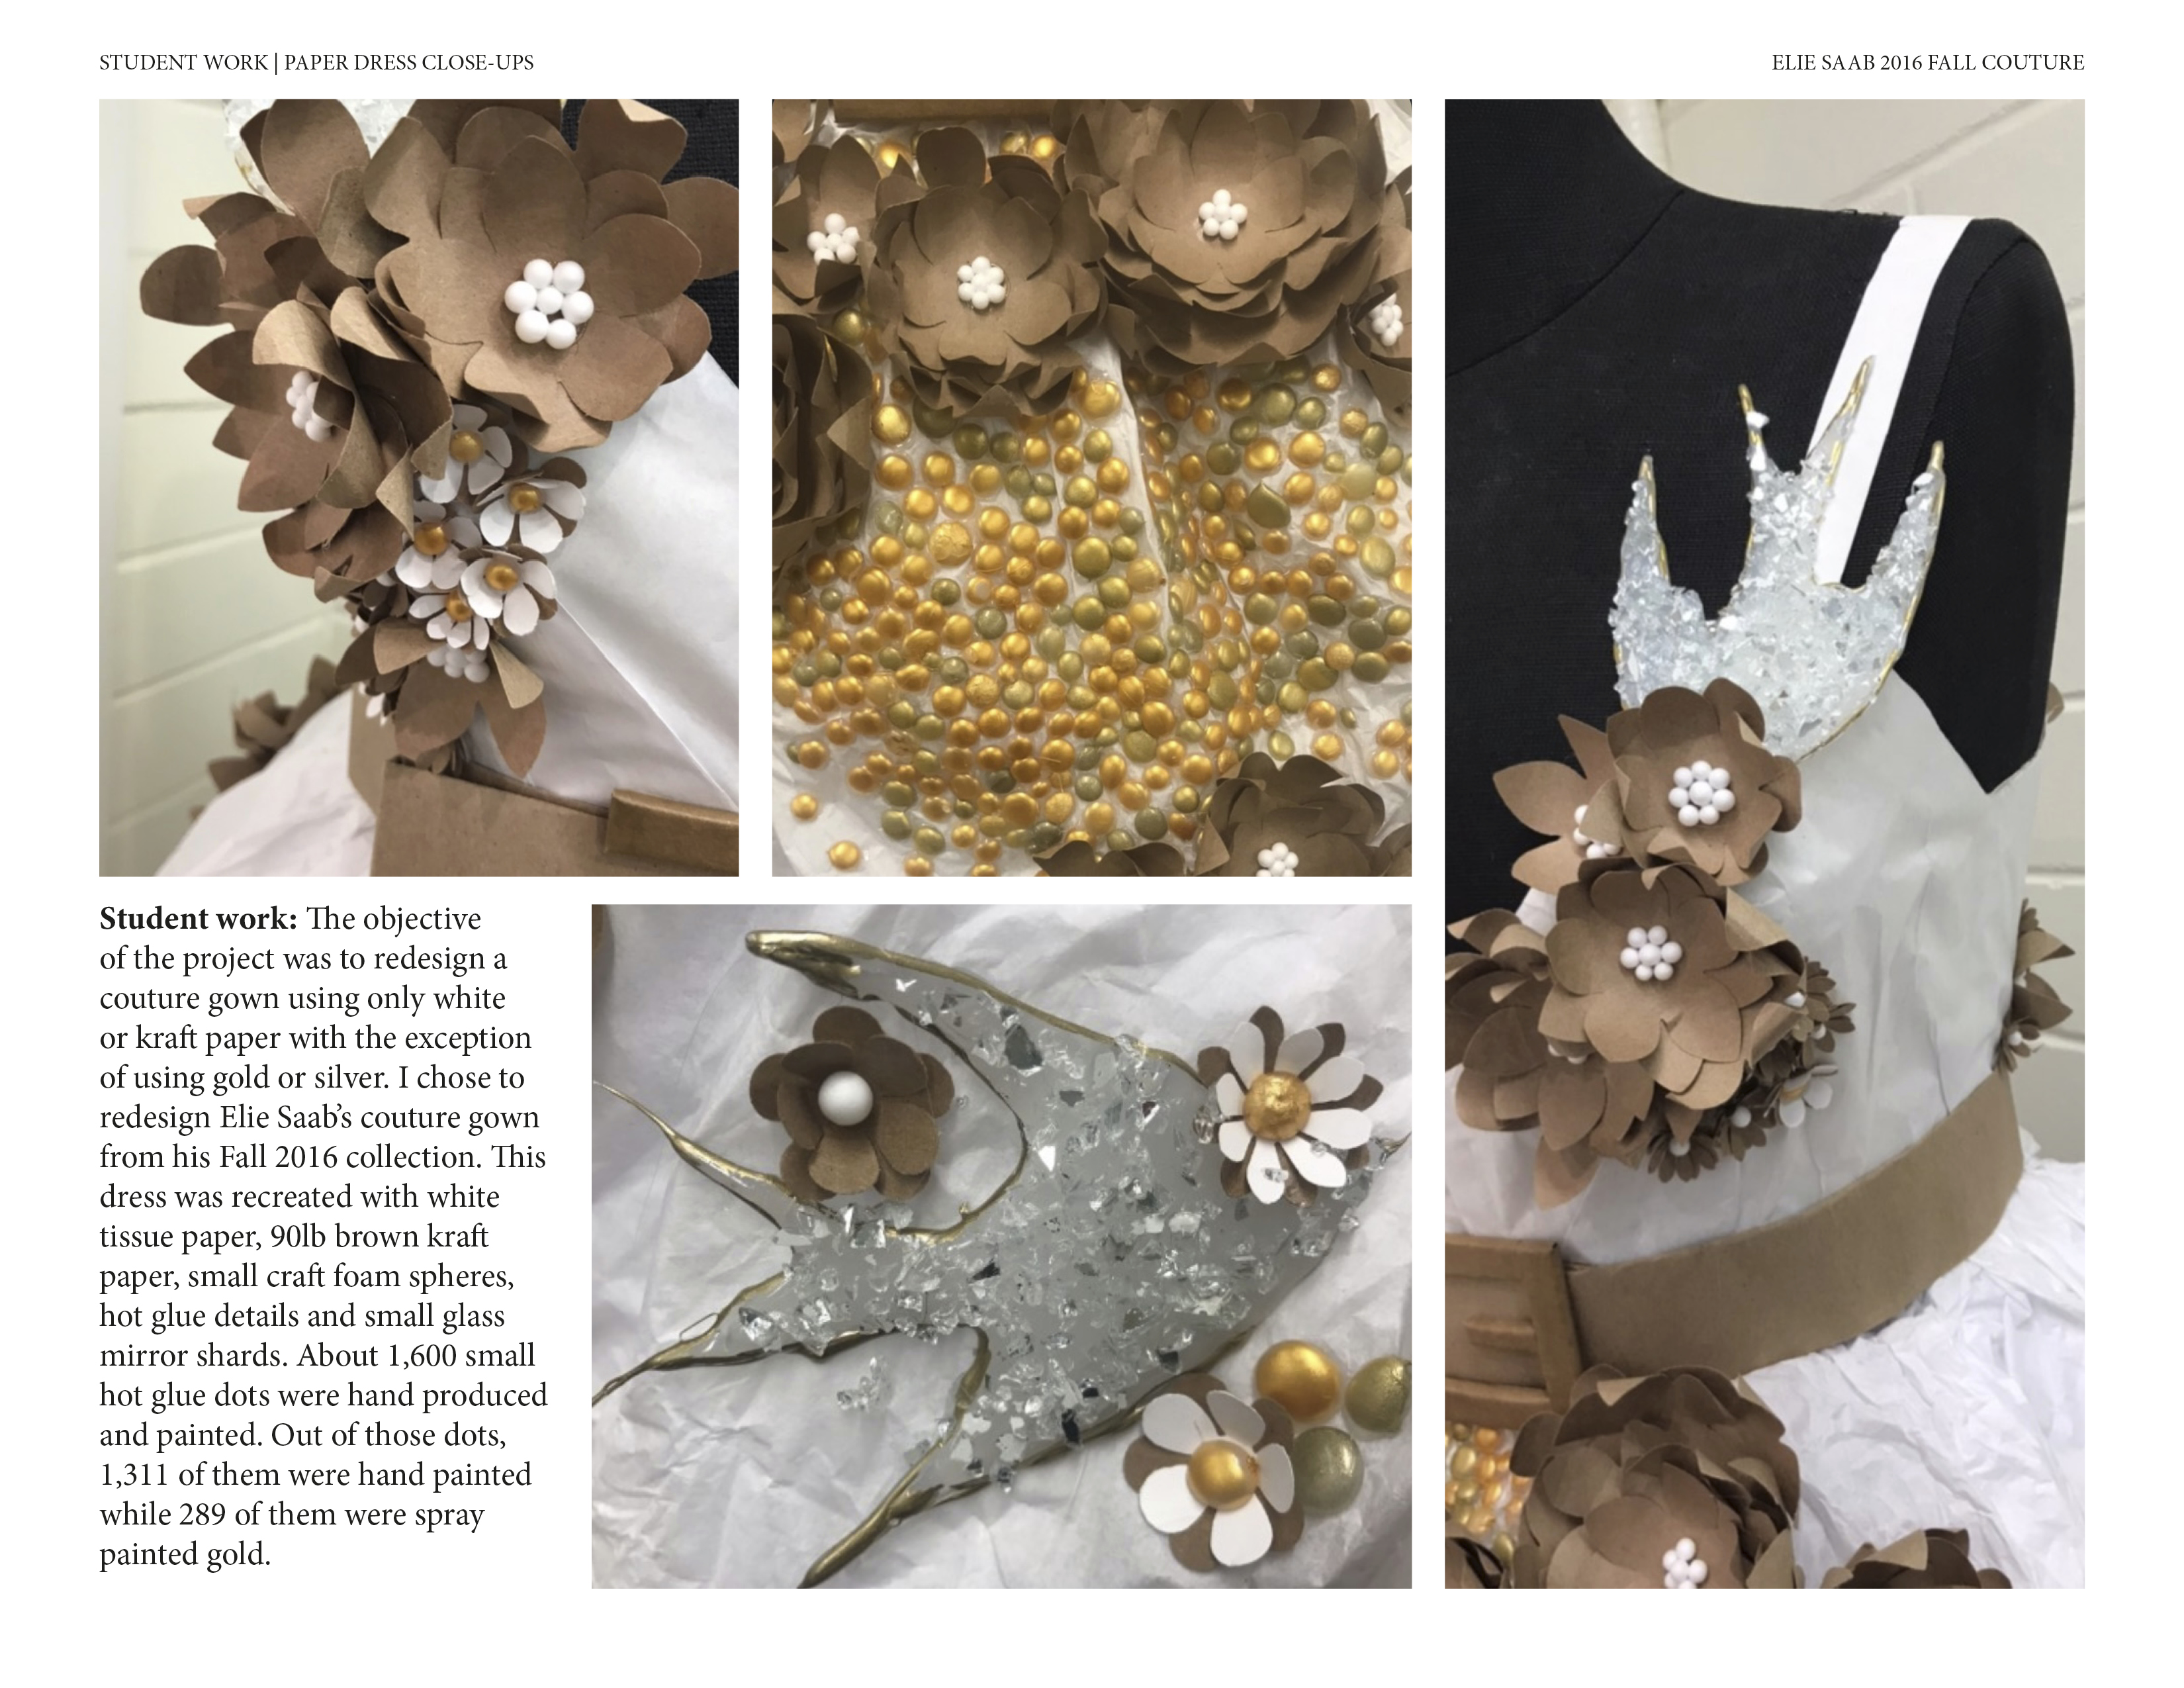 STUDENT WORK | PAPER DRESS CLOSE-UPS
ELIE SAAB 2016 FALL COUTURE
Student work: The objective
of the project was to redesign a
couture gown using only white
or kraft paper with the exception
of using gold or silver. I chose to
redesign Elie Saab’s couture gown
from his Fall 2016 collection. This
dress was recreated with white
tissue paper, 90lb brown kraft
paper, small craft foam spheres,
hot glue details and small glass
mirror shards. About 1,600 small
hot glue dots were hand produced
and painted. Out of those dots,
1,311 of them were hand painted
while 289 of them were spray
painted gold.